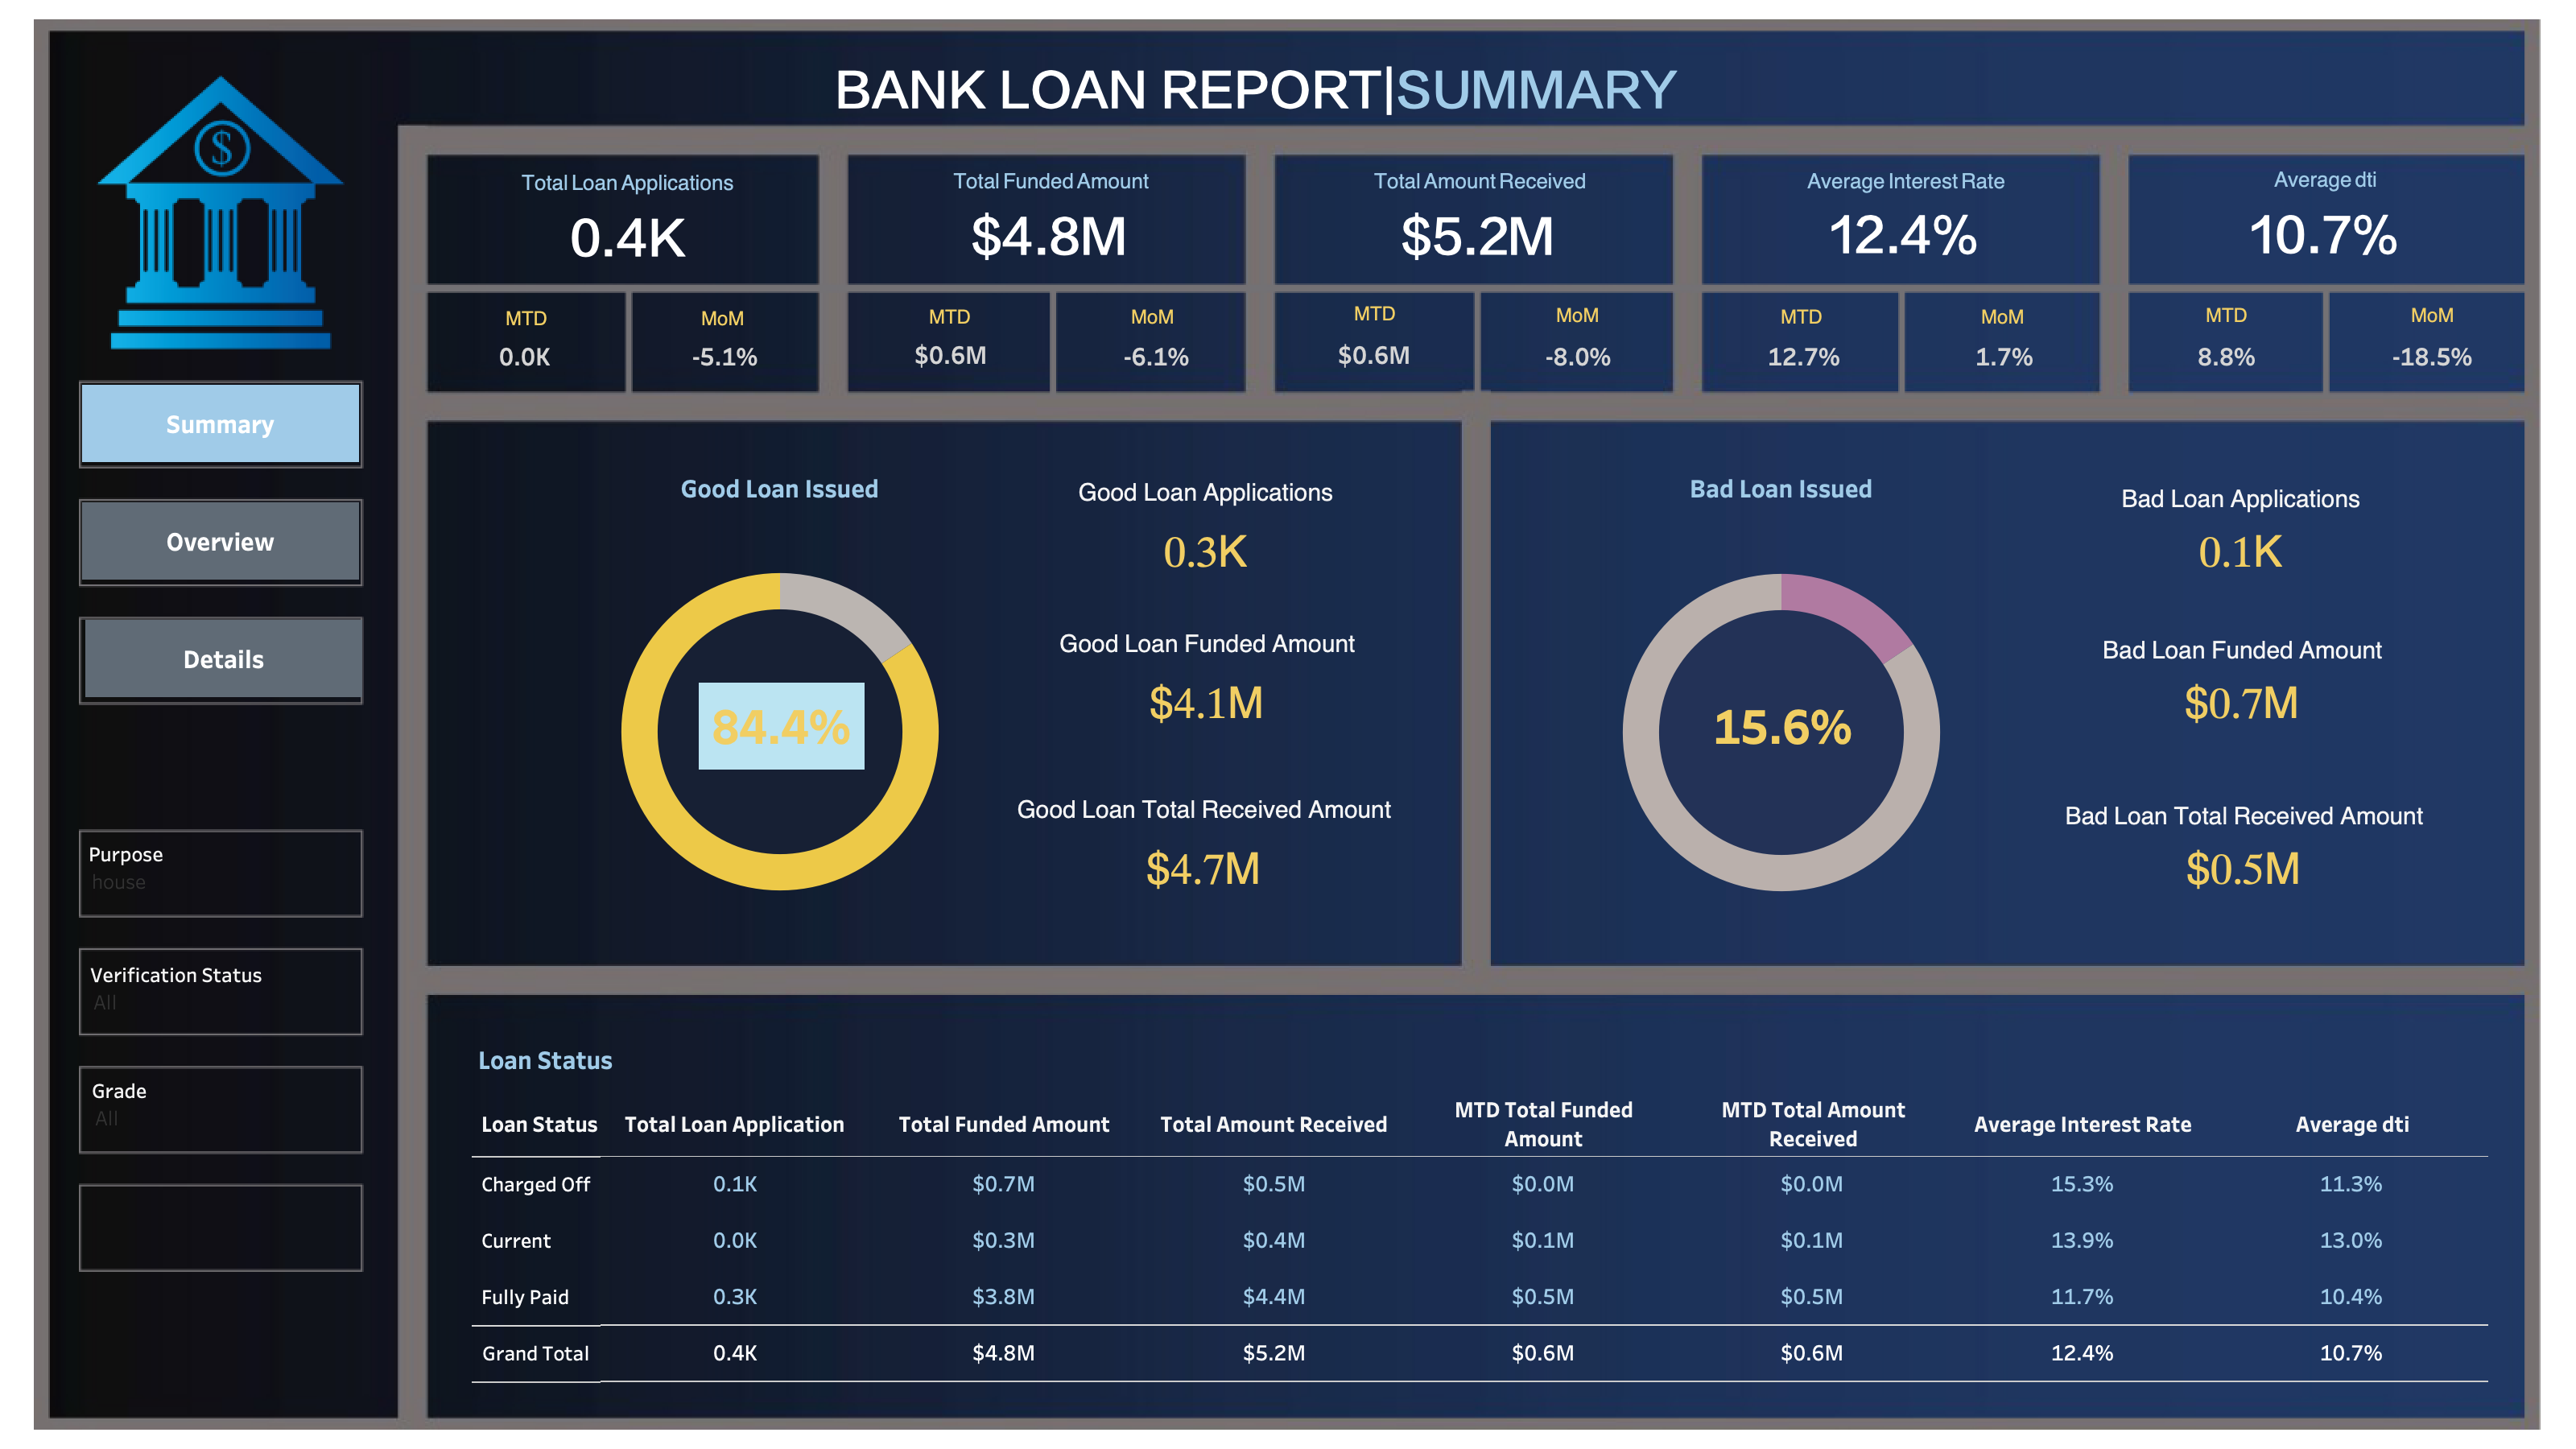 $
BANK LOAN REPORT|SUMMARY
Total Loan Applications
0.4K
Total Funded Amount
$4.8M
Total Amount Received
$5.2M
Average Interest Rate
12.4%
Average dti
10.7%
MTD
0.0K
MoM
-5.1%
MTD
$0.6M
MoM
-6.1%
MTD
$0.6M
MoM
-8.0%
MTD
12.7%
MoM
1.7%
MTD
8.8%
MoM
-18.5%
Summary
Overview
Details
Purpose
house
Verification Status
All
Grade
All
Good Loan Issued
84.4%
Good Loan Applications
0.3K
Good Loan Funded Amount
$4.1M
Good Loan Total Received Amount
$4.7M
Bad Loan Issued
15.6%
Bad Loan Applications
0.1K
Bad Loan Funded Amount
$0.7M
Bad Loan Total Received Amount
$0.5M
Loan Status
Loan Status Total Loan Application Total Funded Amount Total Amount Received MTD Total Funded Amount MTD Total Amount Received Average Interest Rate Average dti
Charged Off 0.1K $0.7M $0.5M $0.0M $0.0M 15.3% 11.3%
Current 0.0K $0.3M $0.4M $0.1M $0.1M 13.9% 13.0%
Fully Paid 0.3K $3.8M $4.4M $0.5M $0.5M 11.7% 10.4%
Grand Total 0.4K $4.8M $5.2M $0.6M $0.6M 12.4% 10.7%